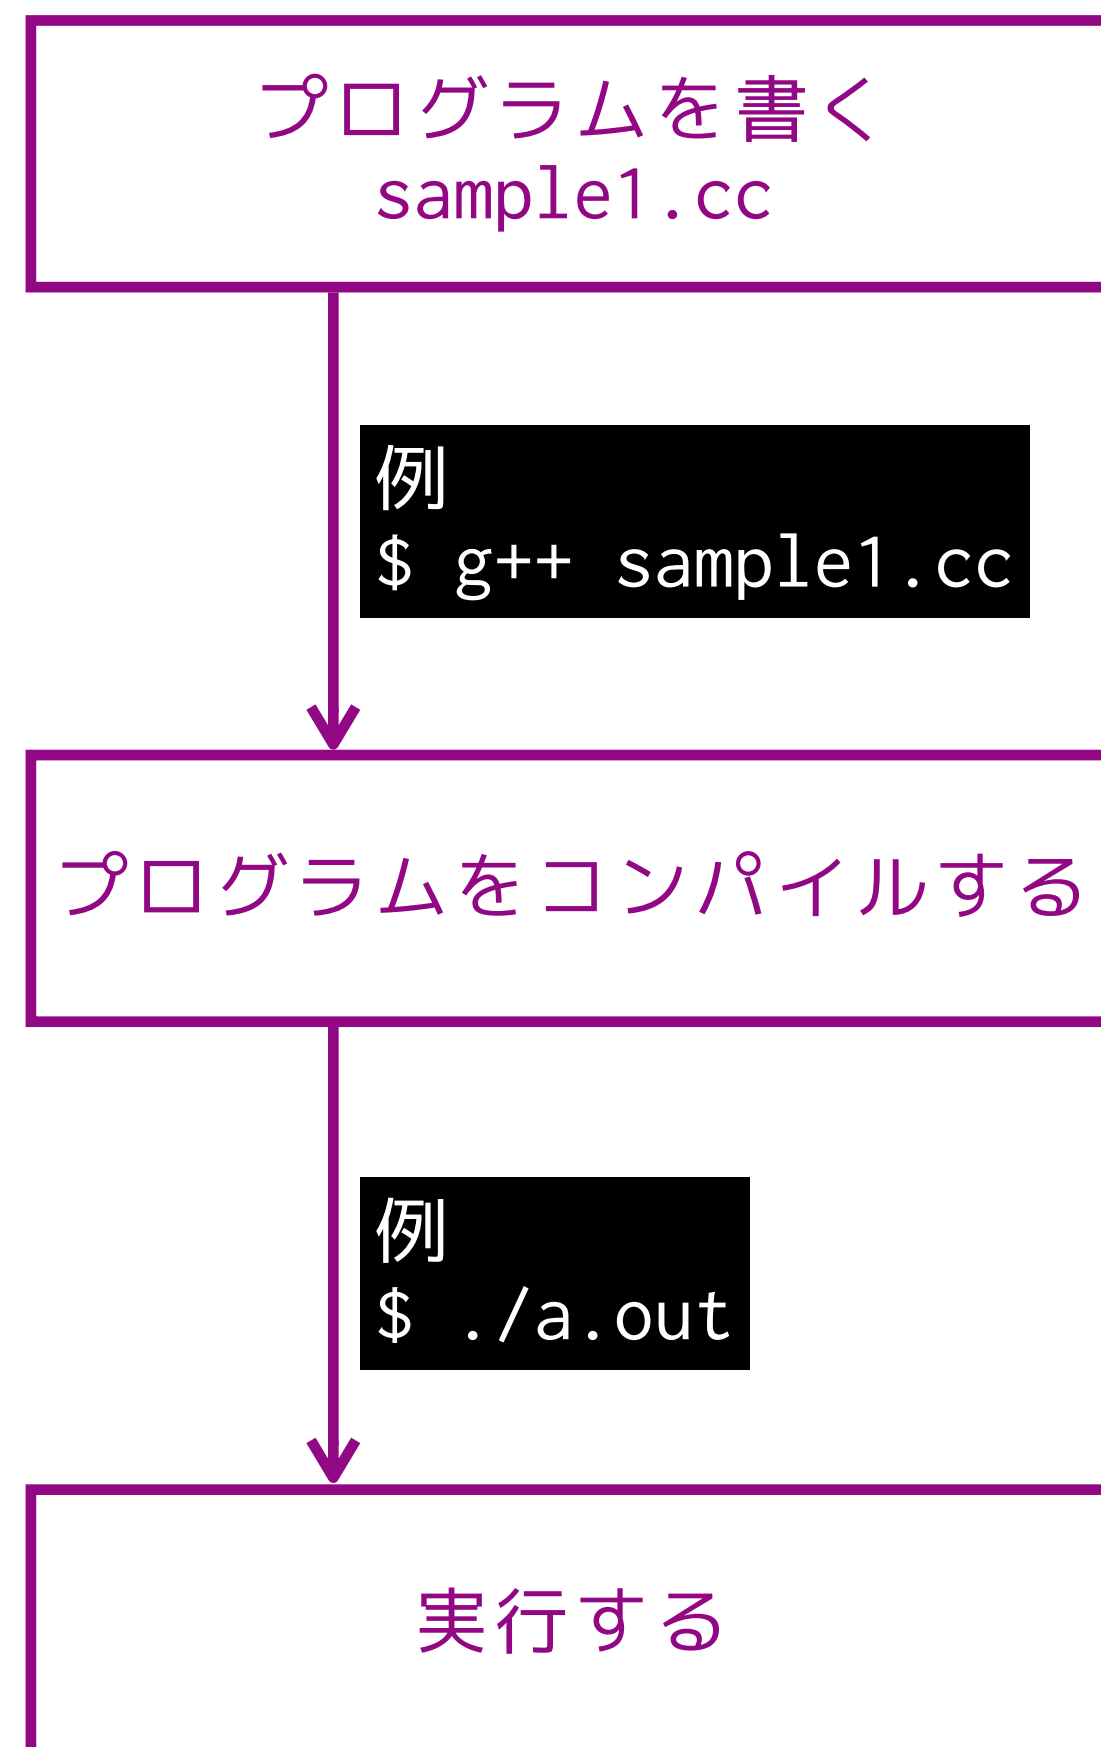 プログラムを書く
sample1.cc
例
$ g++ sample1.cc
プログラムをコンパイルする
例
$ ./a.out
実行する